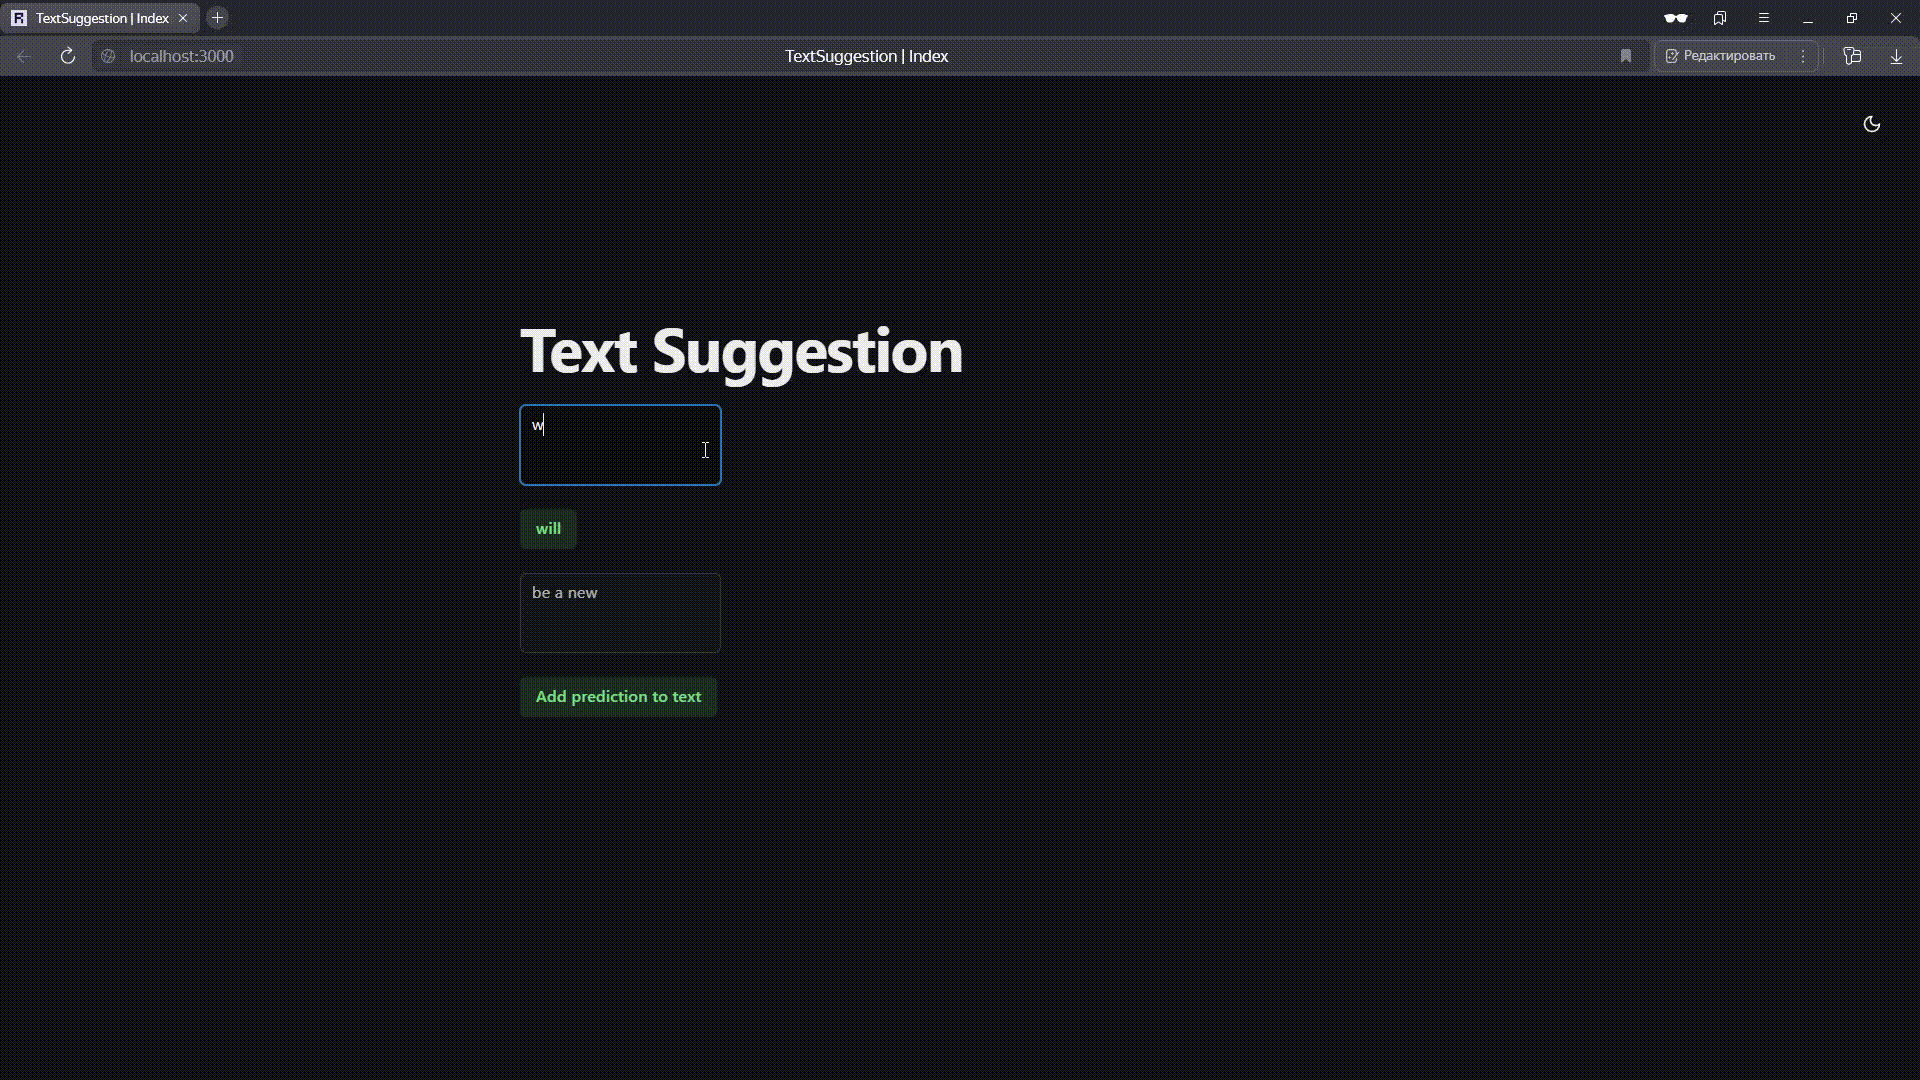 R TextSuggestion | Index
localhost:3000
TextSuggestion | Index
Редактировать
Text Suggestion
w
will
be a new
Add prediction to text